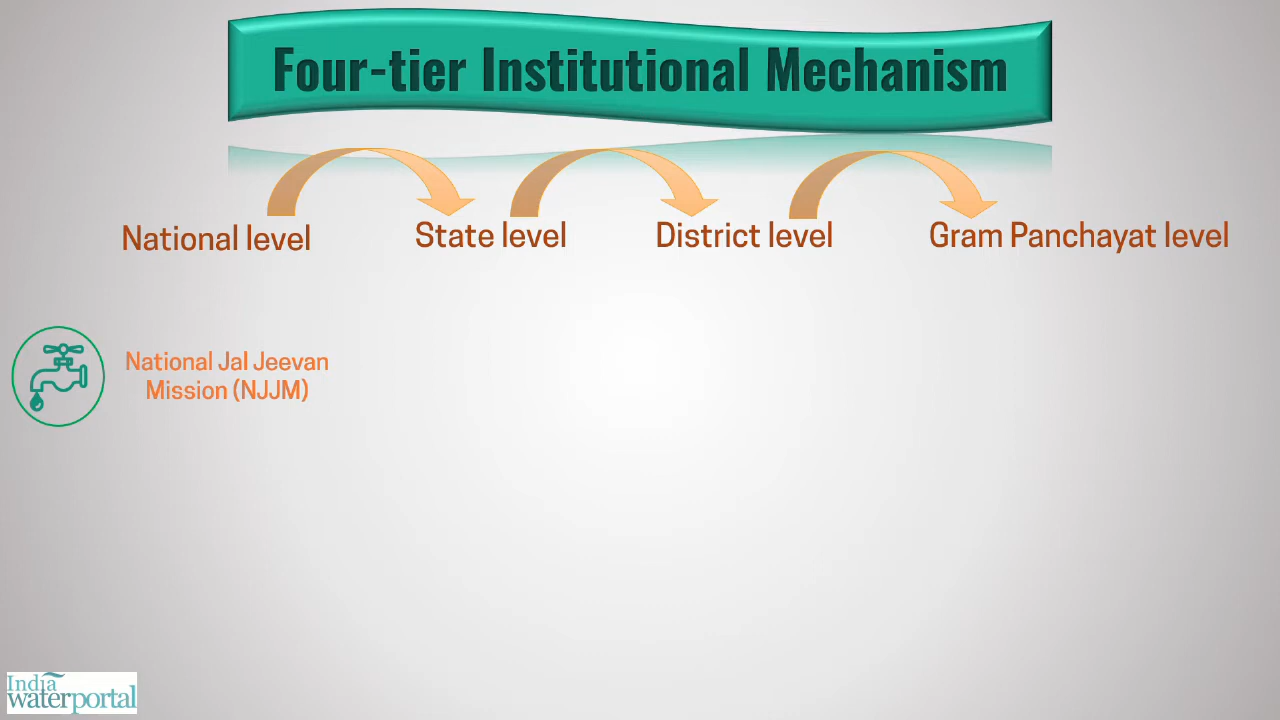 Four-tier Institutional Mechanism
National level
State level
District level
Gram Panchayat level
National Jal Jeevan
Mission (NJJM)
India
waterportal